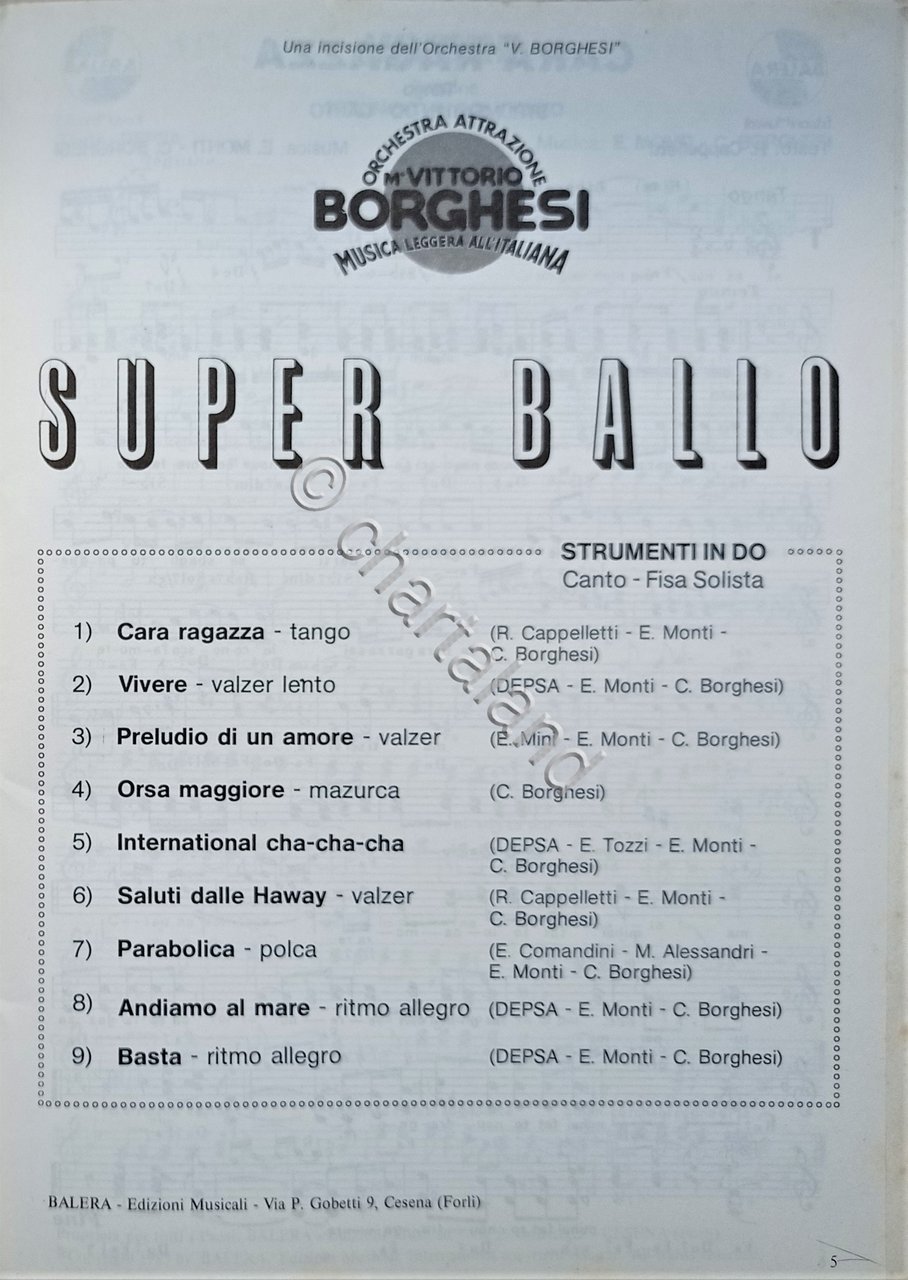 Una incisione dell'Orchestra "V. BORGHESI"
ORCHESTRA ATTRAZIONE
M° VITTORIO
BORGHESI
MUSICA LEGGERA ALL'ITALIANA
SUPER BALLO
STRUMENTI IN DO
Canto - Fisa Solista
1) Cara ragazza - tango (R. Cappelletti - E. Monti -
C. Borghesi)
2) Vivere - valzer lento (DEPSA - E. Monti - C. Borghesi)
3) Preludio di un amore - valzer (E. Mini - E. Monti - C. Borghesi)
4) Orsa maggiore - mazurca (C. Borghesi)
5) International cha-cha-cha (DEPSA - E. Tozzi - E. Monti -
C. Borghesi)
6) Saluti dalle Haway - valzer (R. Cappelletti - E. Monti -
C. Borghesi)
7) Parabolica - polca (E. Comandini - M. Alessandri -
E. Monti - C. Borghesi)
8) Andiamo al mare - ritmo allegro (DEPSA - E. Monti - C. Borghesi)
9) Basta - ritmo allegro (DEPSA - E. Monti - C. Borghesi)
BALERA - Edizioni Musicali - Via P. Gobetti 9, Cesena (Forlì)
5
© chartaland